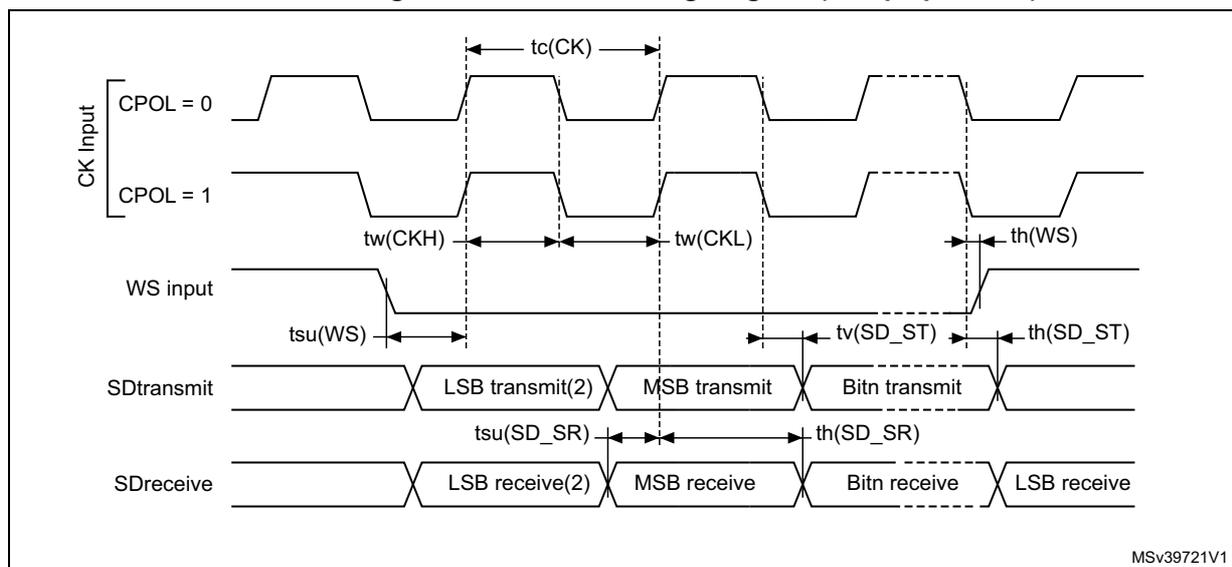 tc(CK)
CK Input
CPOL = 0
CPOL = 1
tw(CKH)
tw(CKL)
th(WS)
WS input
tsu(WS)
tv(SD_ST)
th(SD_ST)
SDtransmit
LSB transmit(2)
MSB transmit
Bitn transmit
tsu(SD_SR)
th(SD_SR)
SDreceive
LSB receive(2)
MSB receive
Bitn receive
LSB receive
MSv39721V1